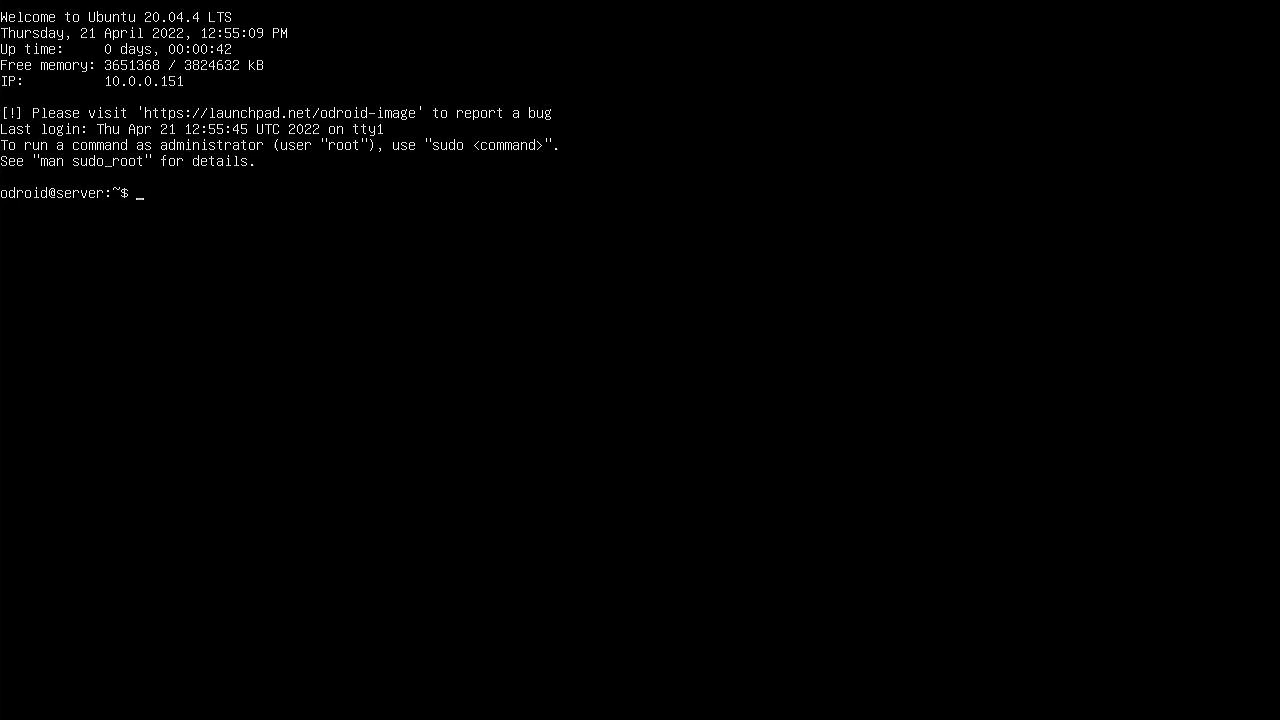 Welcome to Ubuntu 20.04.4 LTS
Thursday, 21 April 2022, 12:55:09 PM
Up time:     0 days, 00:00:42
Free memory: 3651368 / 3824632 kB
IP:          10.0.0.151

[!] Please visit 'https://launchpad.net/odroid-image' to report a bug
Last login: Thu Apr 21 12:55:45 UTC 2022 on tty1
To run a command as administrator (user "root"), use "sudo <command>".
See "man sudo_root" for details.

odroid@server:~$ _